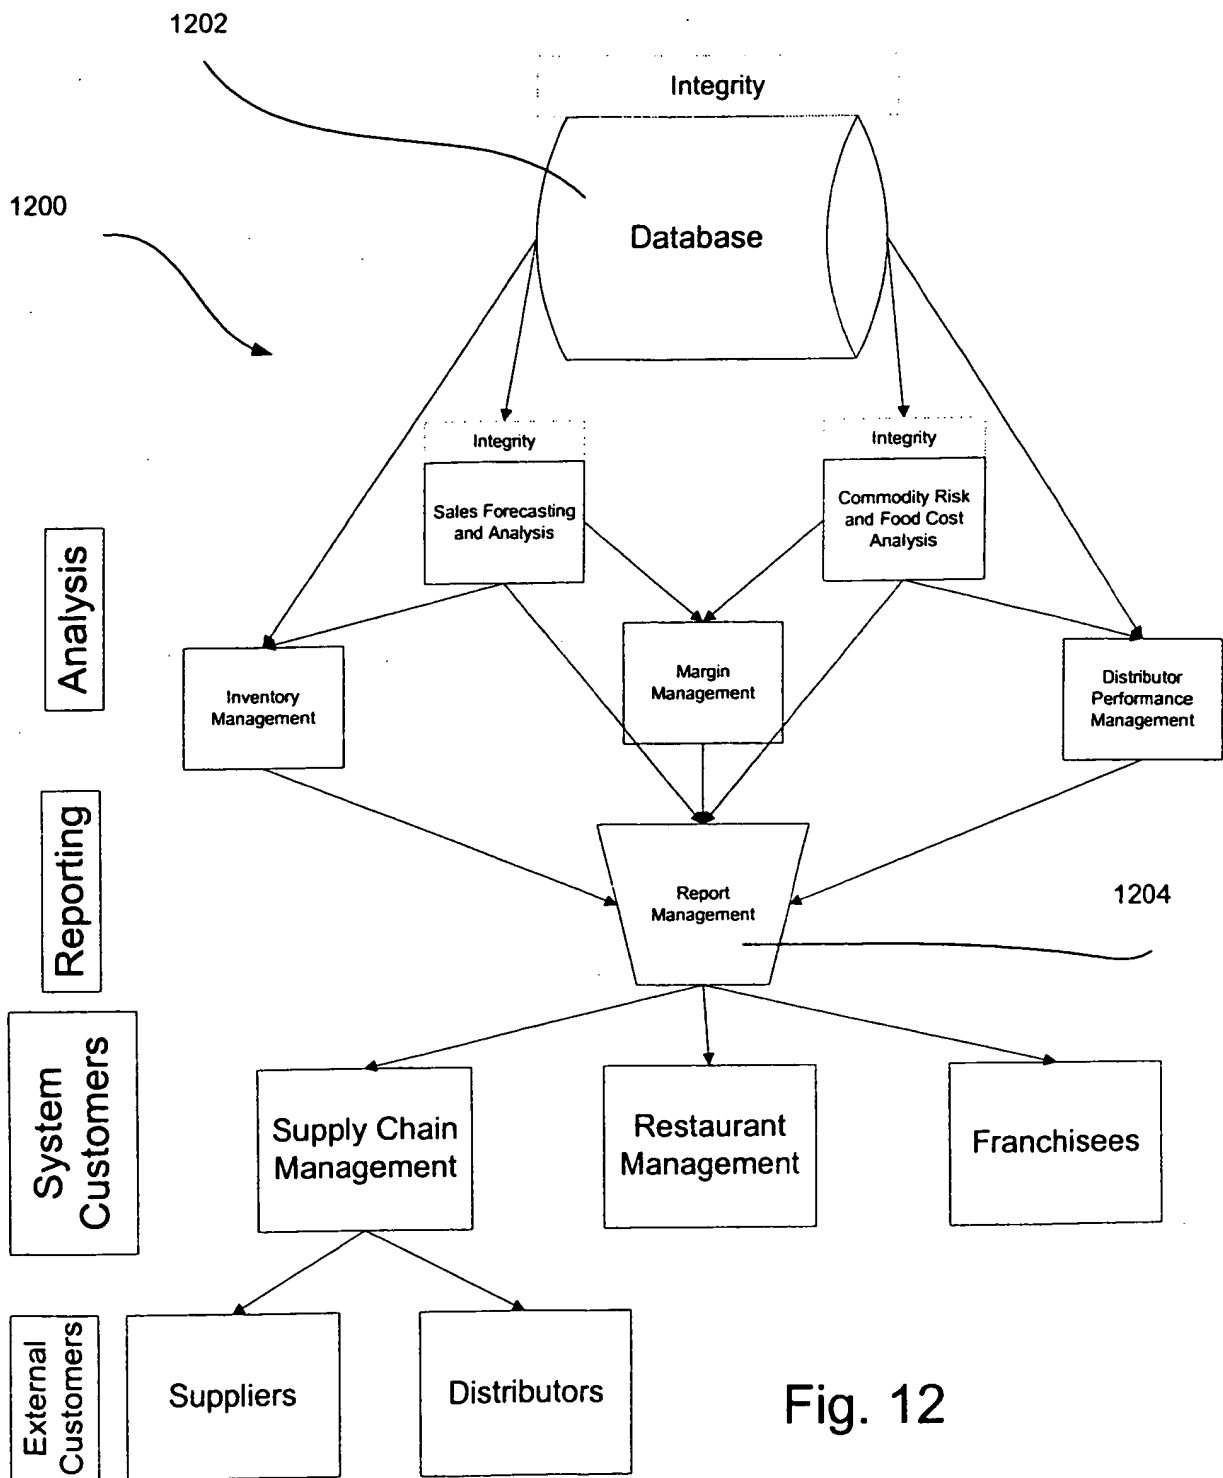 1202
Integrity
1200
Database
Integrity
Integrity
Sales Forecasting
and Analysis
Commodity Risk
and Food Cost
Analysis
Analysis
Inventory
Management
Margin
Management
Distributor
Performance
Management
Reporting
Report
Management
1204
System
Customers
Supply Chain
Management
Restaurant
Management
Franchisees
External
Customers
Suppliers
Distributors
Fig. 12